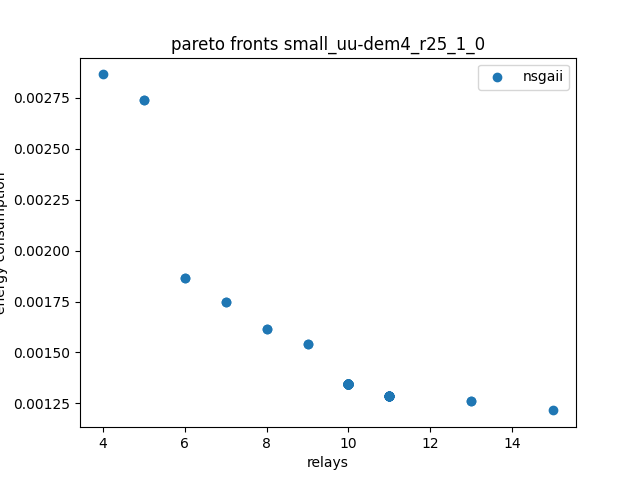 pareto fronts small_uu-dem4_r25_1_0
nsgaii
0.00275
0.00250
0.00225
0.00200
0.00175
0.00150
0.00125
energy consumption
4 6 8 10 12 14
relays